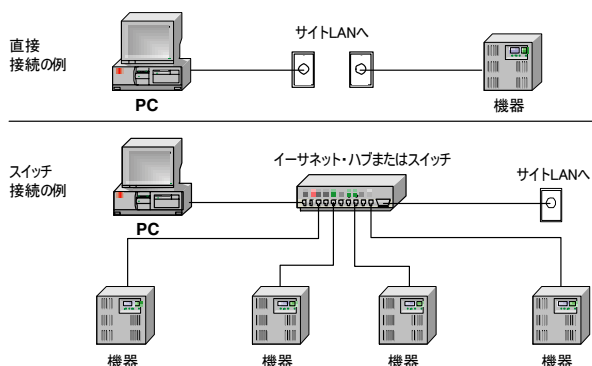 直接
接続の例
サイトLANへ
PC
機器
スイッチ
接続の例
イーサネット・ハブまたはスイッチ
サイトLANへ
PC
機器
機器
機器
機器